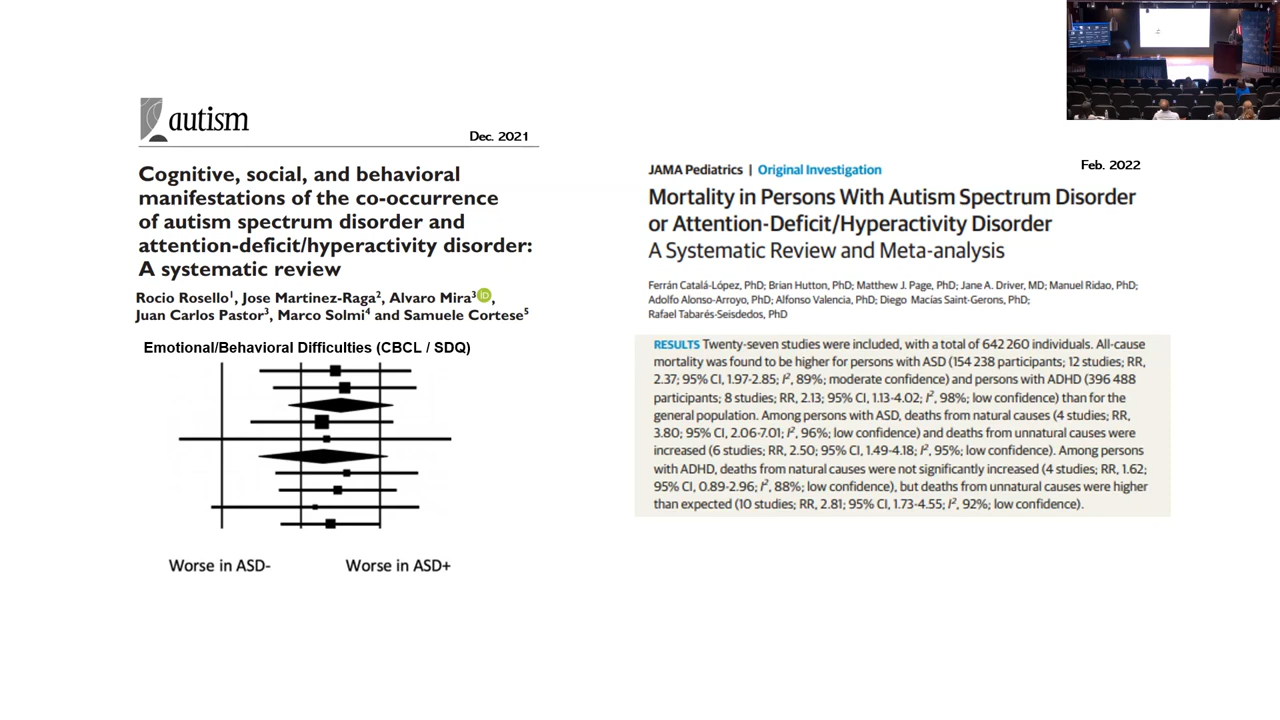 autism
Dec. 2021
Cognitive, social, and behavioral
manifestations of the co-occurrence
of autism spectrum disorder and
attention-deficit/hyperactivity disorder:
A systematic review
Rocio Rosello1, Jose Martinez-Raga2, Alvaro Mira3 iD,
Juan Carlos Pastor3, Marco Solmi4 and Samuele Cortese5
Emotional/Behavioral Difficulties (CBCL / SDQ)
Worse in ASD- Worse in ASD+
Feb. 2022
JAMA Pediatrics | Original Investigation
Mortality in Persons With Autism Spectrum Disorder
or Attention-Deficit/Hyperactivity Disorder
A Systematic Review and Meta-analysis
Ferrán Catalá-López, PhD; Brian Hutton, PhD; Matthew J. Page, PhD; Jane A. Driver, MD; Manuel Ridao, PhD;
Adolfo Alonso-Arroyo, PhD; Alfonso Valencia, PhD; Diego Macías Saint-Gerons, PhD;
Rafael Tabarés-Seisdedos, PhD
RESULTS Twenty-seven studies were included, with a total of 642 260 individuals. All-cause
mortality was found to be higher for persons with ASD (154 238 participants; 12 studies; RR,
2.37; 95% CI, 1.97-2.85; I2, 89%; moderate confidence) and persons with ADHD (396 488
participants; 8 studies; RR, 2.13; 95% CI, 1.13-4.02; I2, 98%; low confidence) than for the
general population. Among persons with ASD, deaths from natural causes (4 studies; RR,
3.80; 95% CI, 2.06-7.01; I2, 96%; low confidence) and deaths from unnatural causes were
increased (6 studies; RR, 2.50; 95% CI, 1.49-4.18; I2, 95%; low confidence). Among persons
with ADHD, deaths from natural causes were not significantly increased (4 studies; RR, 1.62;
95% CI, 0.89-2.96; I2, 88%; low confidence), but deaths from unnatural causes were higher
than expected (10 studies; RR, 2.81; 95% CI, 1.73-4.55; I2, 92%; low confidence).